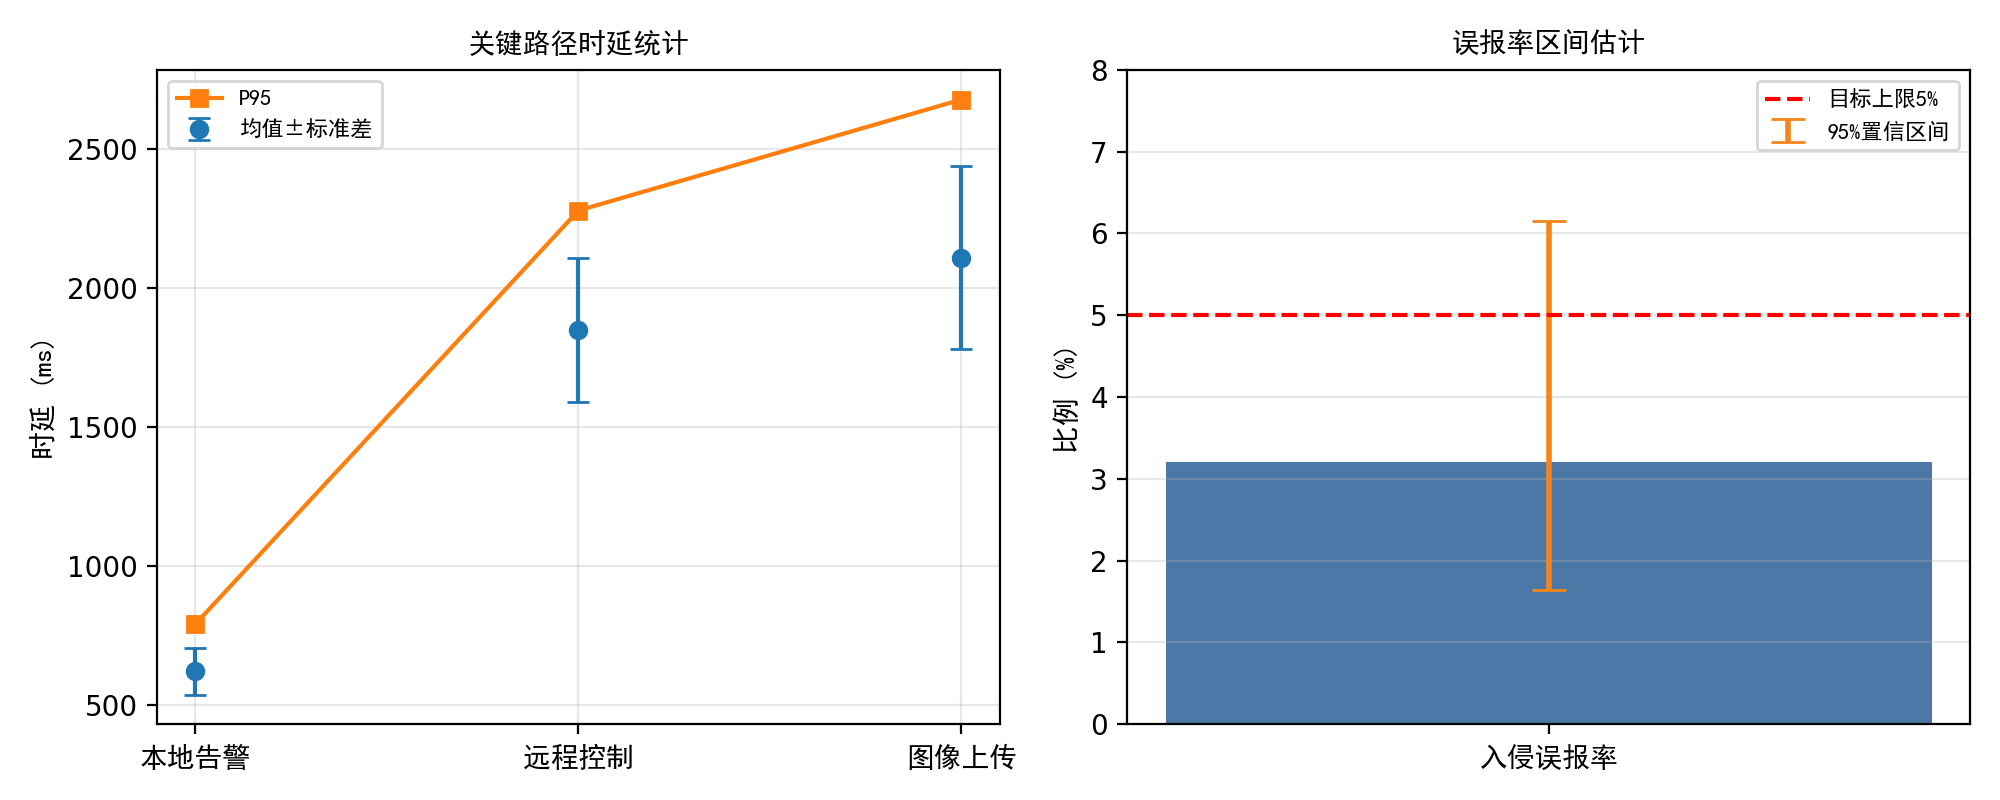 关键路径时延统计
P95
均值±标准差
时延 (ms)
2500
2000
1500
1000
500
本地告警
远程控制
图像上传
误报率区间估计
目标上限5%
95%置信区间
比例 (%)
8
7
6
5
4
3
2
1
0
入侵误报率